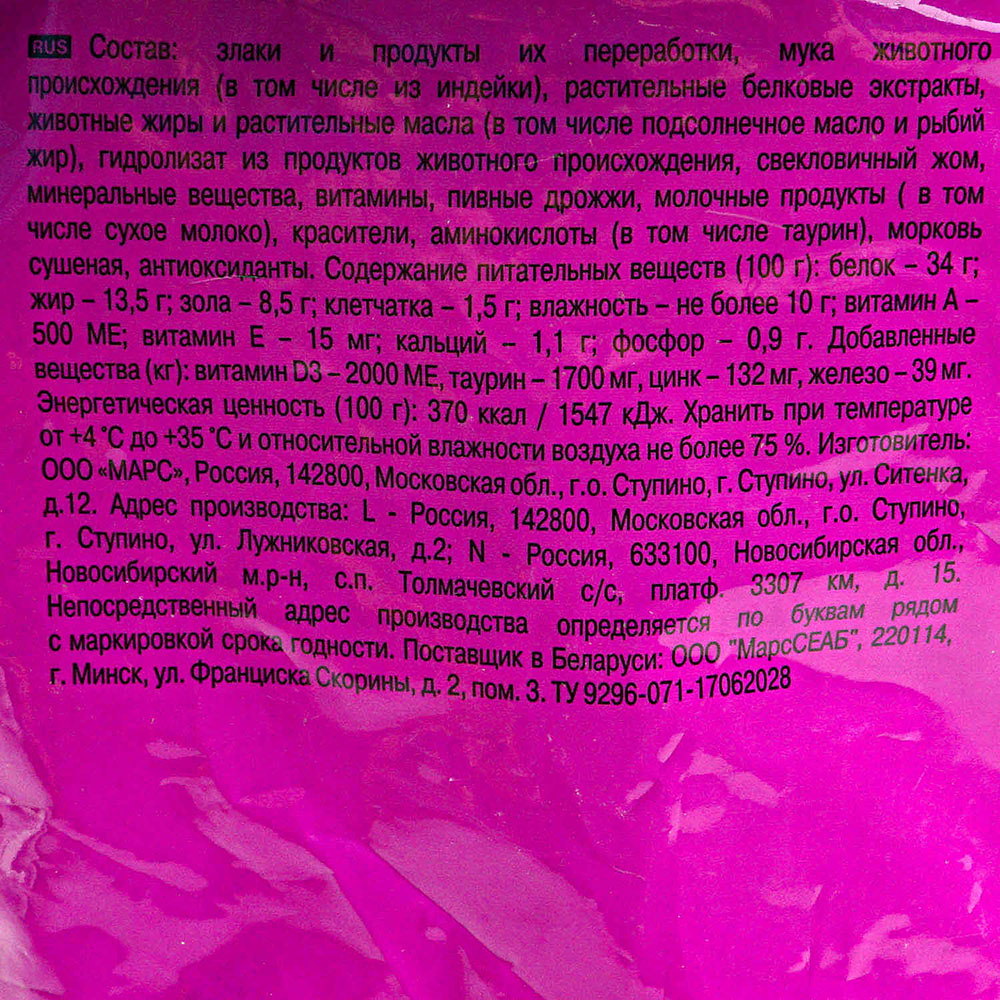 RUS Состав: злаки и продукты их переработки, мука животного
происхождения (в том числе из индейки), растительные белковые экстракты,
животные жиры и растительные масла (в том числе подсолнечное масло и рыбий
жир), гидролизат из продуктов животного происхождения, свекловичный жом,
минеральные вещества, витамины, пивные дрожжи, молочные продукты ( в том
числе сухое молоко), красители, аминокислоты (в том числе таурин), морковь
сушеная, антиоксиданты. Содержание питательных веществ (100 г): белок – 34 г;
жир – 13,5 г; зола – 8,5 г; клетчатка – 1,5 г; влажность – не более 10 г; витамин А –
500 МЕ; витамин Е – 15 мг; кальций – 1,1 г; фосфор – 0,9 г. Добавленные
вещества (кг): витамин D3 – 2000 МЕ, таурин – 1700 мг, цинк – 132 мг, железо – 39 мг.
Энергетическая ценность (100 г): 370 ккал / 1547 кДж. Хранить при температуре
от +4 °С до +35 °С и относительной влажности воздуха не более 75 %. Изготовитель:
ООО «МАРС», Россия, 142800, Московская обл., г.о. Ступино, г. Ступино, ул. Ситенка,
д.12. Адрес производства: L - Россия, 142800, Московская обл., г.о. Ступино,
г. Ступино, ул. Лужниковская, д.2; N - Россия, 633100, Новосибирская обл.,
Новосибирский м.р-н, с.п. Толмачевский с/с, платф. 3307 км, д. 15.
Непосредственный адрес производства определяется по буквам рядом
с маркировкой срока годности. Поставщик в Беларуси: ООО "МарсСЕАБ", 220114,
г. Минск, ул. Франциска Скорины, д. 2, пом. 3. ТУ 9296-071-17062028